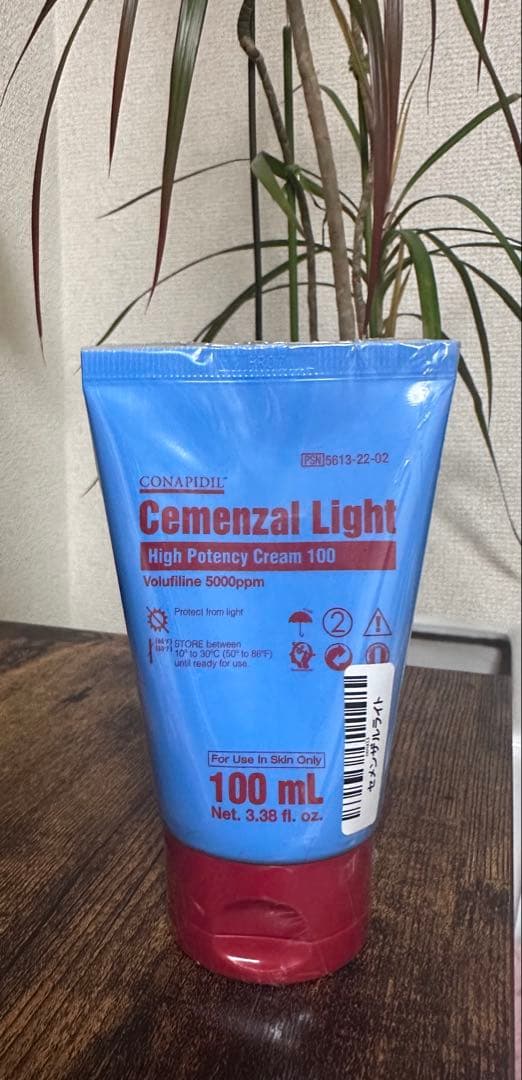 PSN 5613-22-02
CONAPIDIL™
Cemenzal Light
High Potency Cream 100
Volufiline 5000ppm
Protect from light
STORE between
10° to 30°C (50° to 86°F)
until ready for use.
2
For Use In Skin Only
100 mL
Net. 3.38 fl. oz.
セメンザルライト